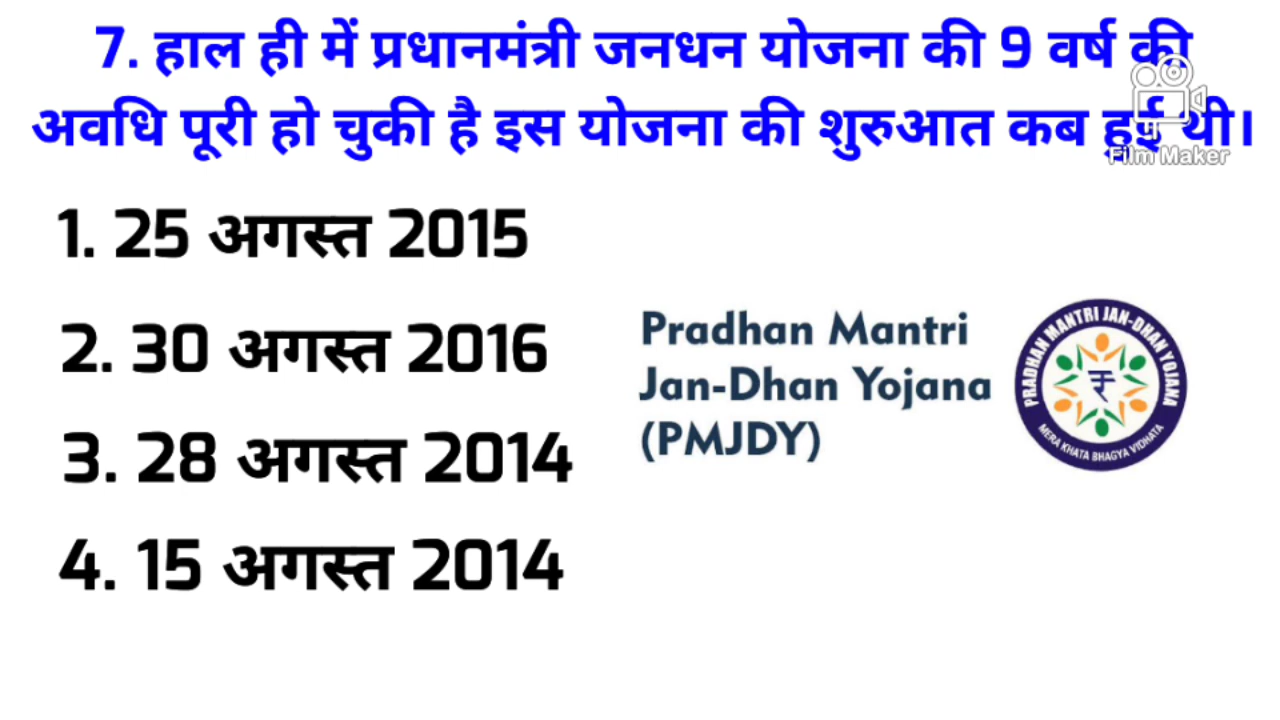 7. हाल ही में प्रधानमंत्री जनधन योजना की 9 वर्ष की
अवधि पूरी हो चुकी है इस योजना की शुरुआत कब हुई थी।
Film Maker
1. 25 अगस्त 2015
2. 30 अगस्त 2016
3. 28 अगस्त 2014
4. 15 अगस्त 2014
Pradhan Mantri
Jan-Dhan Yojana
(PMJDY)
PRADHAN MANTRI JAN-DHAN YOJANA
MERA KHATA BHAGYA VIDHATA